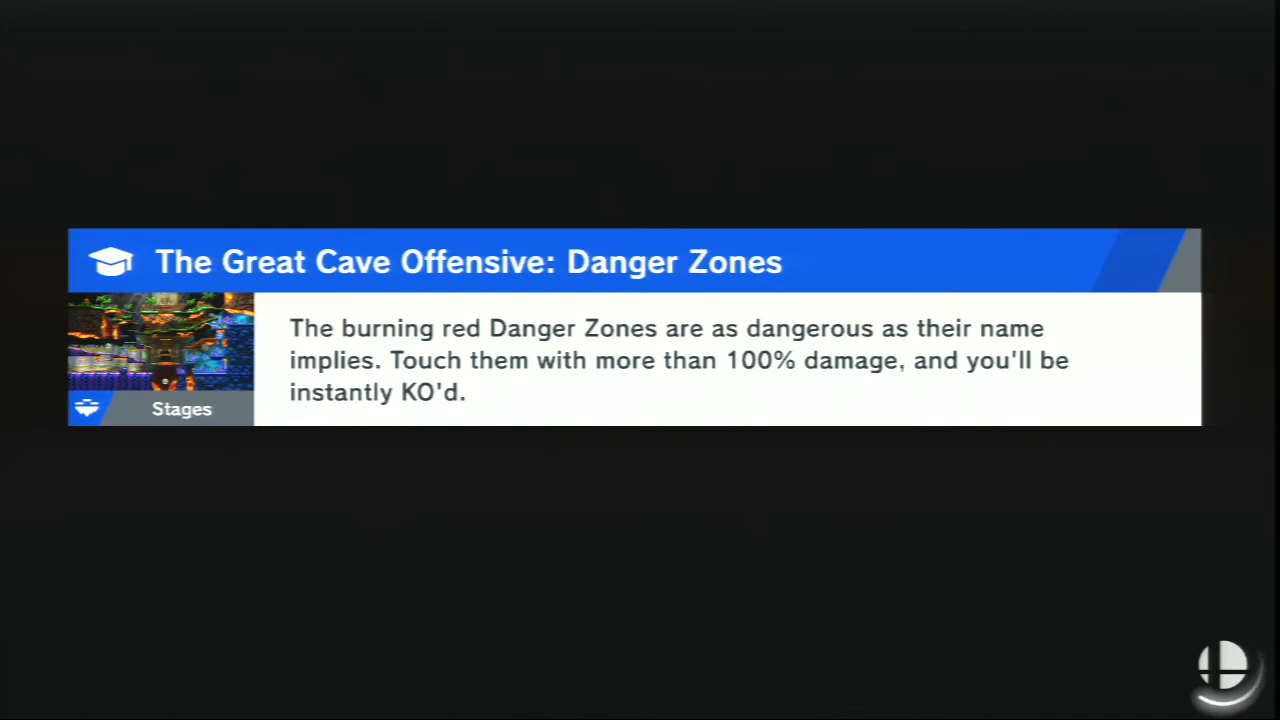 The Great Cave Offensive: Danger Zones
The burning red Danger Zones are as dangerous as their name
implies. Touch them with more than 100% damage, and you'll be
instantly KO'd.
Stages